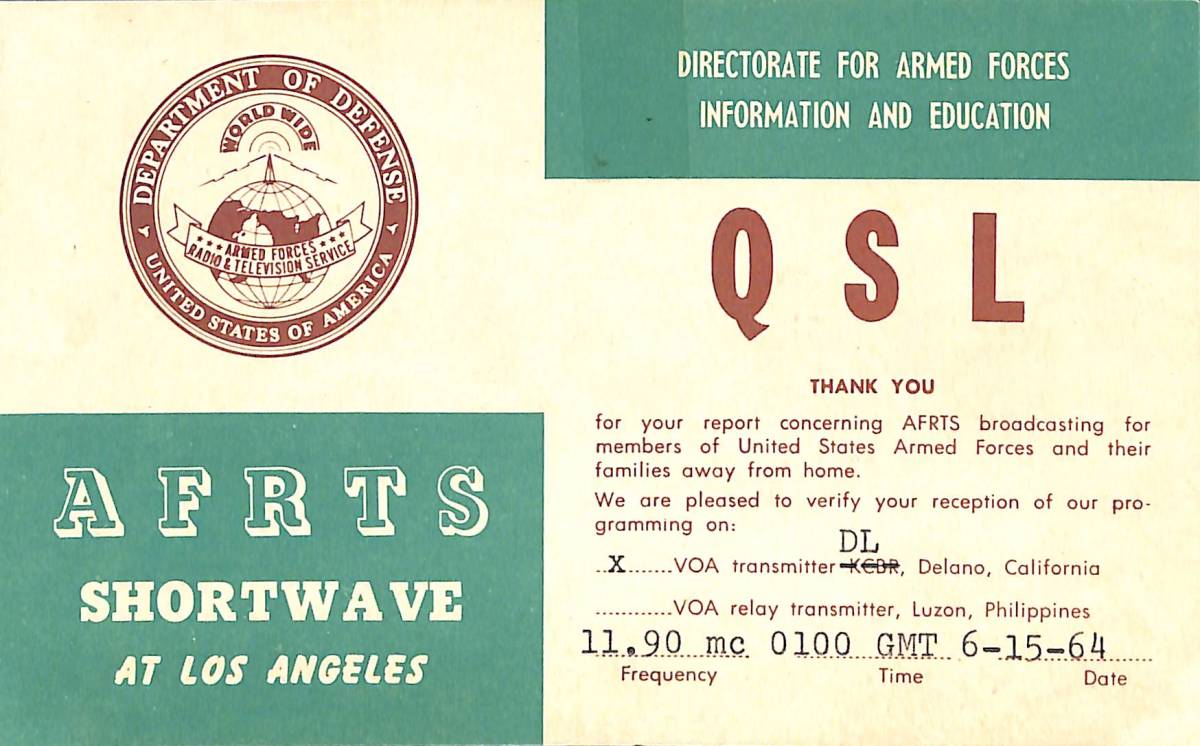 DEPARTMENT OF DEFENSE
WORLD WIDE
★★★ARMED FORCES★★★
RADIO & TELEVISION SERVICE
UNITED STATES OF AMERICA
AFRTS
SHORTWAVE
AT LOS ANGELES
DIRECTORATE FOR ARMED FORCES
INFORMATION AND EDUCATION
QSL
THANK YOU
for your report concerning AFRTS broadcasting for
members of United States Armed Forces and their
families away from home.
We are pleased to verify your reception of our pro-
gramming on:
DL
..X.......VOA transmitter KCBR, Delano, California
............VOA relay transmitter, Luzon, Philippines
11.90 mc 0100 GMT 6-15-64
Frequency Time Date